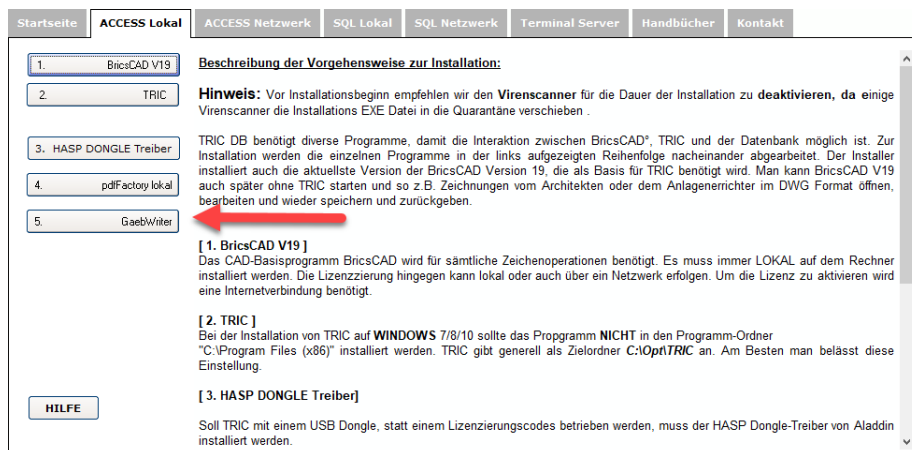 Startseite ACCESS Lokal ACCESS Netzwerk SQL Lokal SQL Netzwerk Terminal Server Handbücher Kontakt
1. BricsCAD V19
2. TRIC
3. HASP DONGLE Treiber
4. pdfFactory lokal
5. GaebWriter
HILFE
Beschreibung der Vorgehensweise zur Installation:
Hinweis: Vor Installationsbeginn empfehlen wir den Virenscanner für die Dauer der Installation zu deaktivieren, da einige
Virenscanner die Installations EXE Datei in die Quarantäne verschieben .
TRIC DB benötigt diverse Programme, damit die Interaktion zwischen BricsCAD®, TRIC und der Datenbank möglich ist. Zur
Installation werden die einzelnen Programme in der links aufgezeigten Reihenfolge nacheinander abgearbeitet. Der Installer
installiert auch die aktuellste Version der BricsCAD Version 19, die als Basis für TRIC benötigt wird. Man kann BricsCAD V19
auch später ohne TRIC starten und so z.B. Zeichnungen vom Architekten oder dem Anlagenerrichter im DWG Format öffnen,
bearbeiten und wieder speichern und zurückgeben.
[ 1. BricsCAD V19 ]
Das CAD-Basisprogramm BricsCAD wird für sämtliche Zeichenoperationen benötigt. Es muss immer LOKAL auf dem Rechner
installiert werden. Die Lizenzzierung hingegen kann lokal oder auch über ein Netzwerk erfolgen. Um die Lizenz zu aktivieren wird
eine Internetverbindung benötigt.
[ 2. TRIC ]
Bei der Installation von TRIC auf WINDOWS 7/8/10 sollte das Propgramm NICHT in den Programm-Ordner
"C:\Program Files (x86)" installiert werden. TRIC gibt generell als Zielordner C:\Opt\TRIC an. Am Besten man belässt diese
Einstellung.
[ 3. HASP DONGLE Treiber]
Soll TRIC mit einem USB Dongle, statt einem Lizenzierungscodes betrieben werden, muss der HASP Dongle-Treiber von Aladdin
installiert werden.